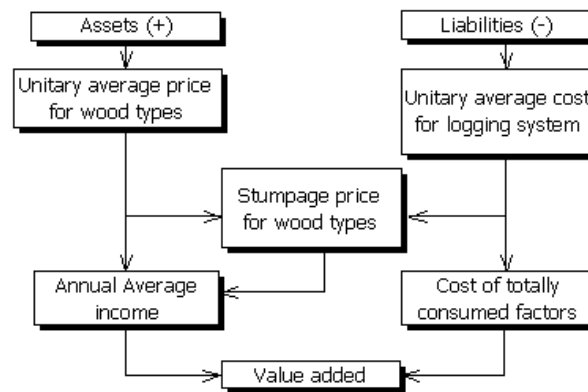 Assets (+)
Liabilities (-)
Unitary average price
for wood types
Unitary average cost
for logging system
Stumpage price
for wood types
Annual Average
income
Cost of totally
consumed factors
Value added